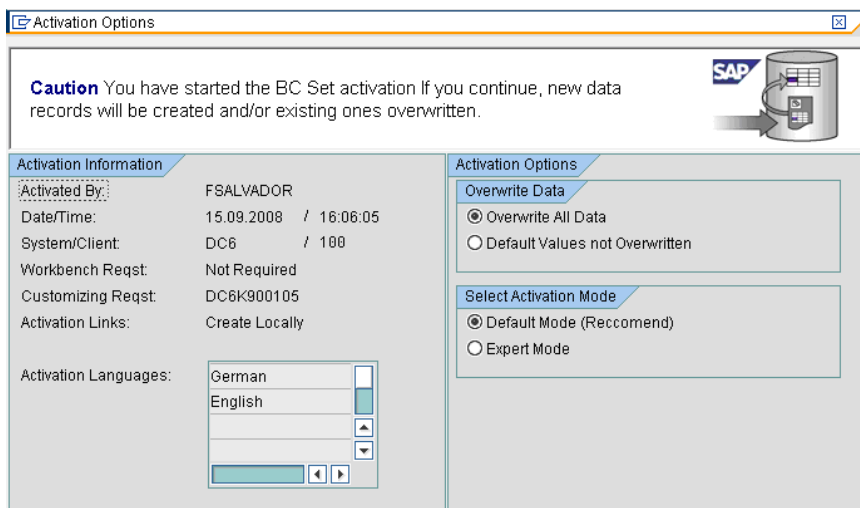 Activation Options
Caution You have started the BC Set activation If you continue, new data
records will be created and/or existing ones overwritten.
SAP
Activation Information
Activated By: FSALVADOR
Date/Time: 15.09.2008 / 16:06:05
System/Client: DC6 / 100
Workbench Reqst: Not Required
Customizing Reqst: DC6K900105
Activation Links: Create Locally
Activation Languages: German
English
Activation Options
Overwrite Data
Overwrite All Data
Default Values not Overwritten
Select Activation Mode
Default Mode (Reccomend)
Expert Mode